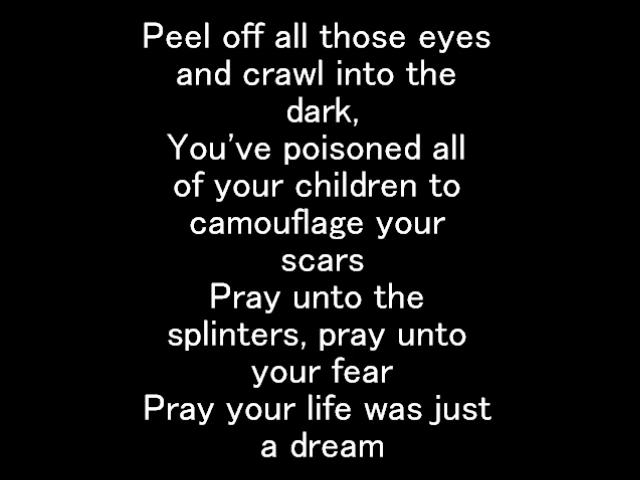 Peel off all those eyes
and crawl into the
dark,
You've poisoned all
of your children to
camouflage your
scars
Pray unto the
splinters, pray unto
your fear
Pray your life was just
a dream